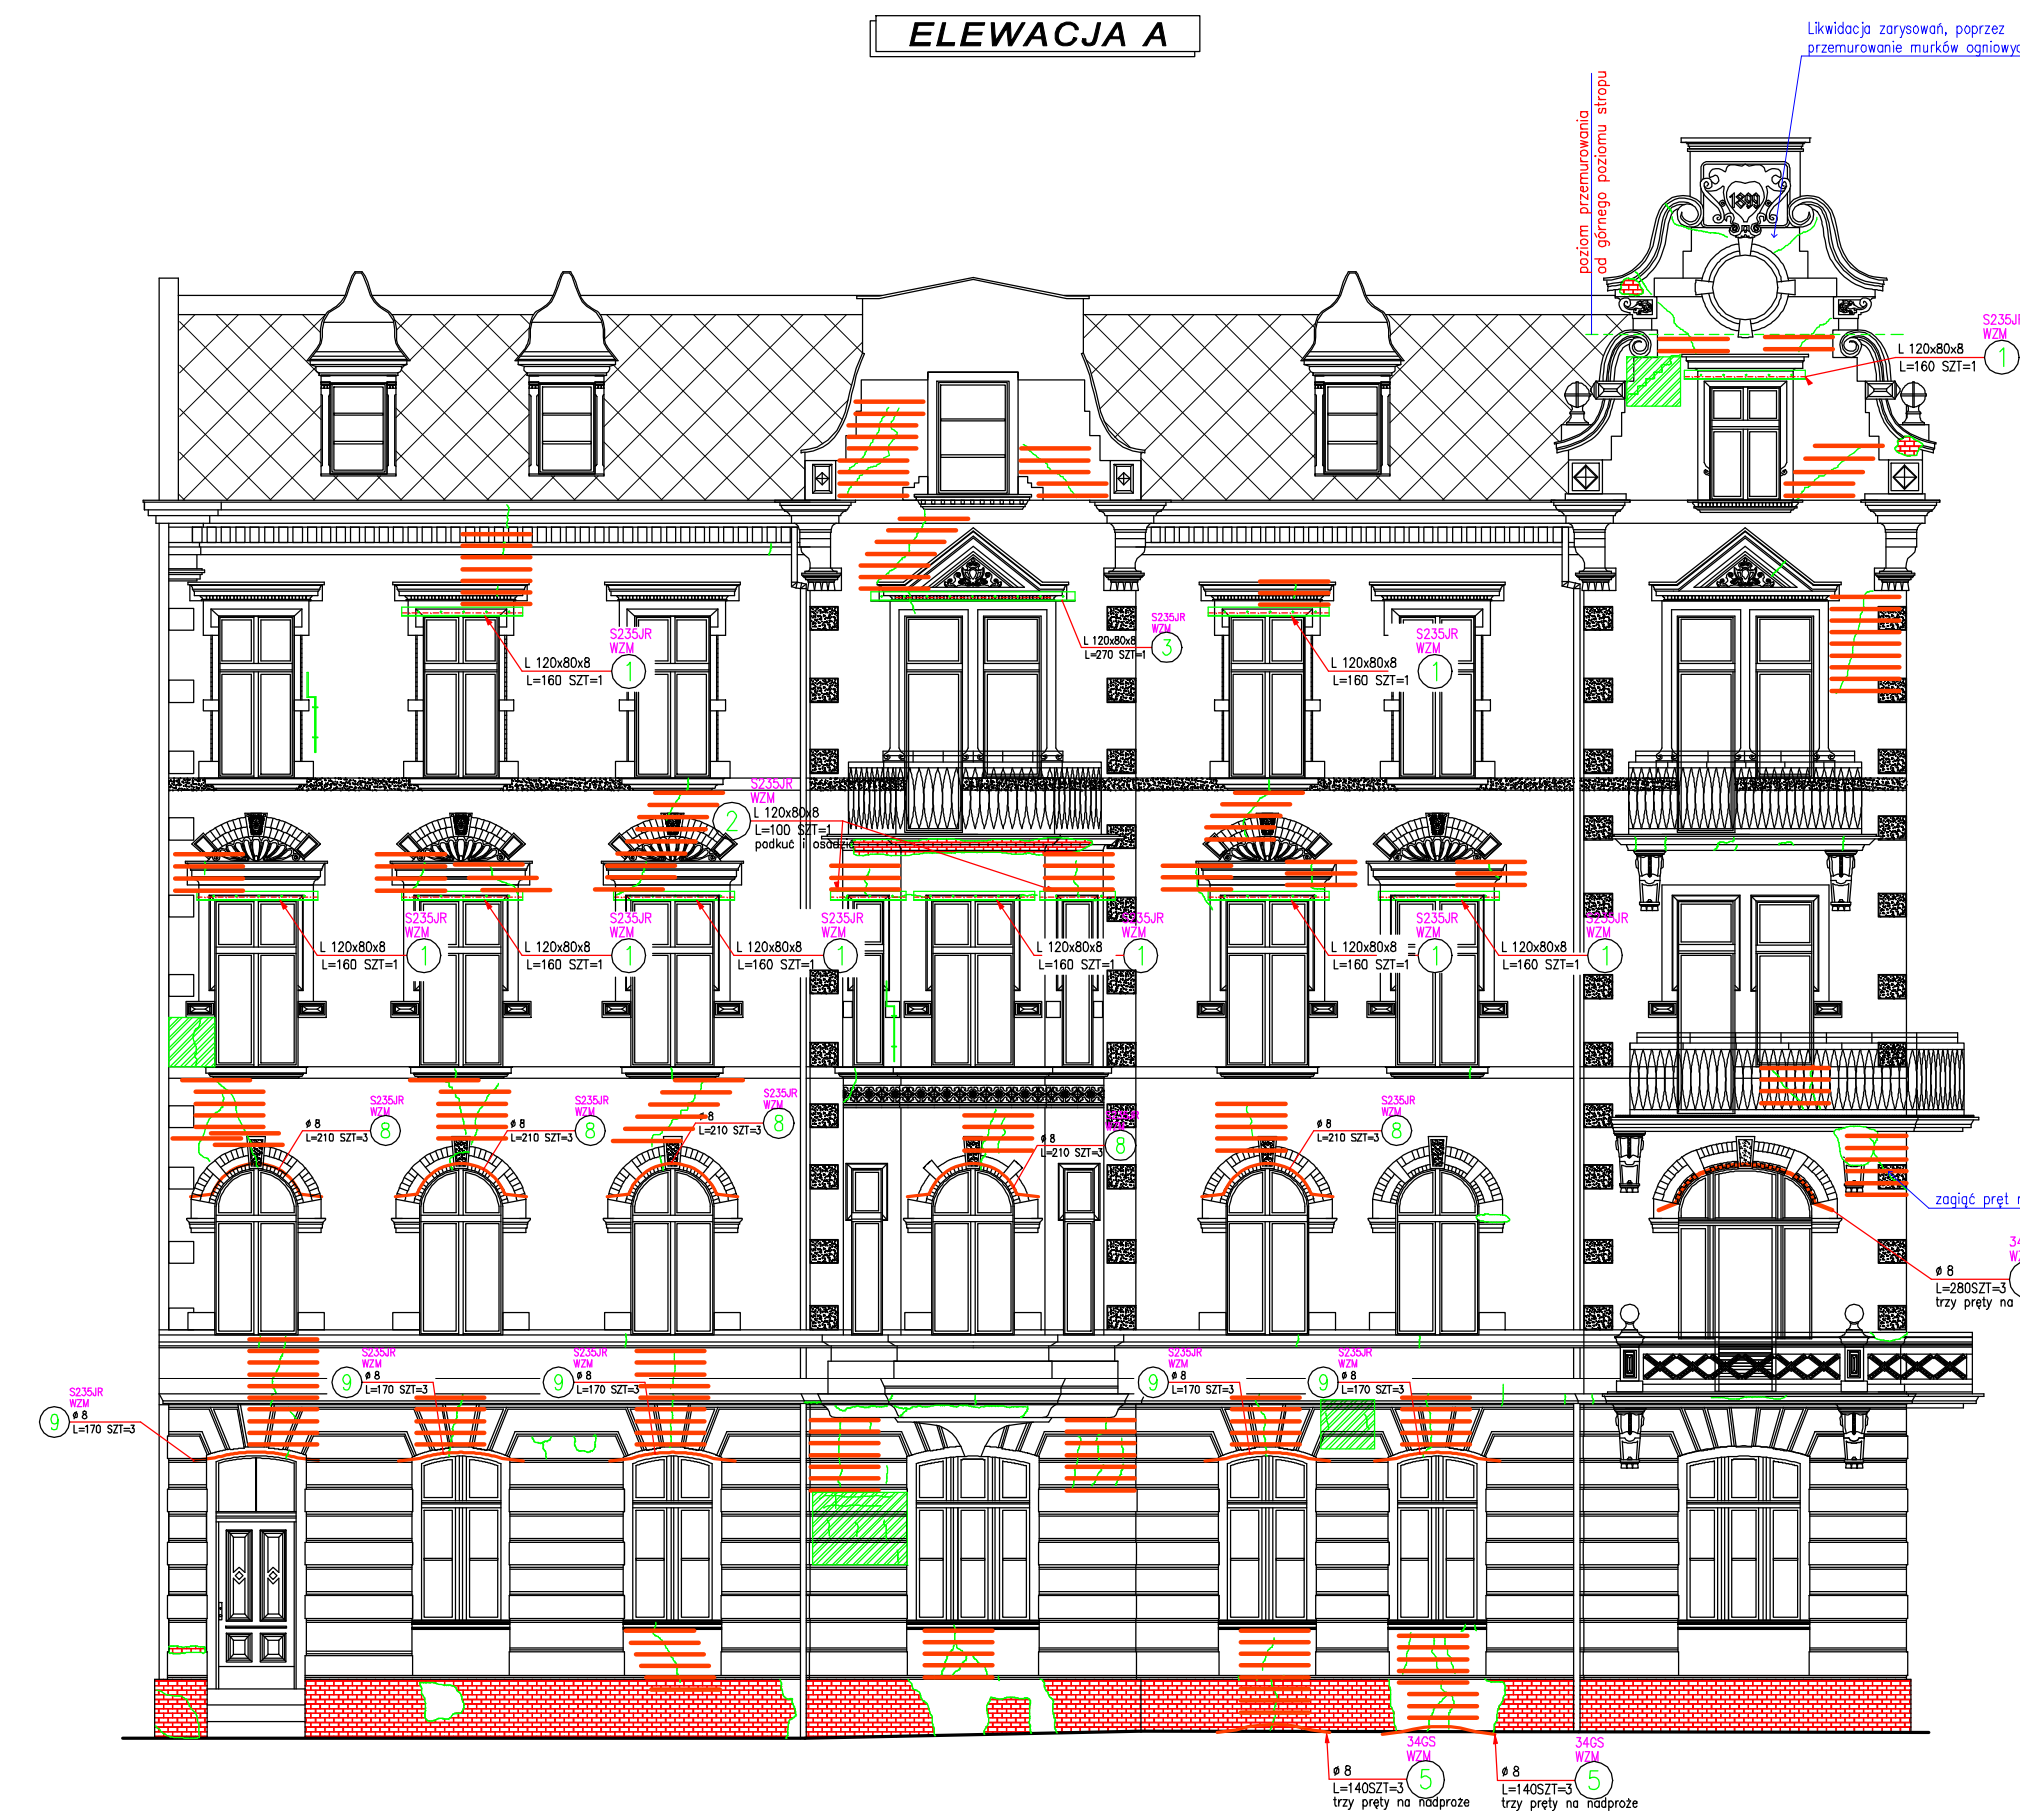 ELEWACJA A
Likwidacja zarysowań, poprzez
przemurowanie murków
poziom przemurowania
od górnego poziomu stropu
1899
S235JR
WZM
L 120x80x8
L=160 SZT=1
1
S235JR
WZM
L 120x80x8
L=160 SZT=1
1
S235JR
WZM
L 120x80x8
L=270 SZT=1
3
S235JR
WZM
L 120x80x8
L=160 SZT=1
1
S235JR
WZM
2
L 120x80x8
L=100 SZT=1
podkuć i osadzić
S235JR
WZM
L 120x80x8
L=160 SZT=1
1
S235JR
WZM
L 120x80x8
L=160 SZT=1
1
S235JR
WZM
L 120x80x8
L=160 SZT=1
1
S235JR
WZM
L 120x80x8
L=160 SZT=1
1
S235JR
WZM
L 120x80x8
L=160 SZT=1
1
S235JR
WZM
L 120x80x8
L=160 SZT=1
1
S235JR
WZM
ø 8
L=210 SZT=3
8
S235JR
WZM
ø 8
L=210 SZT=3
8
S235JR
WZM
ø 8
L=210 SZT=3
8
S235JR
WZM
ø 8
L=210 SZT=3
8
S235JR
WZM
ø 8
L=210 SZT=3
8
zagiąć pręt
ø 8
L=280SZT=3
trzy pręty na
S235JR
WZM
9
ø 8
L=170 SZT=3
S235JR
WZM
9
ø 8
L=170 SZT=3
S235JR
WZM
9
ø 8
L=170 SZT=3
S235JR
WZM
9
ø 8
L=170 SZT=3
S235JR
WZM
9
ø 8
L=170 SZT=3
34GS
WZM
ø 8
L=140SZT=3
5
trzy pręty na nadproże
34GS
WZM
ø 8
L=140SZT=3
5
trzy pręty na nadproże